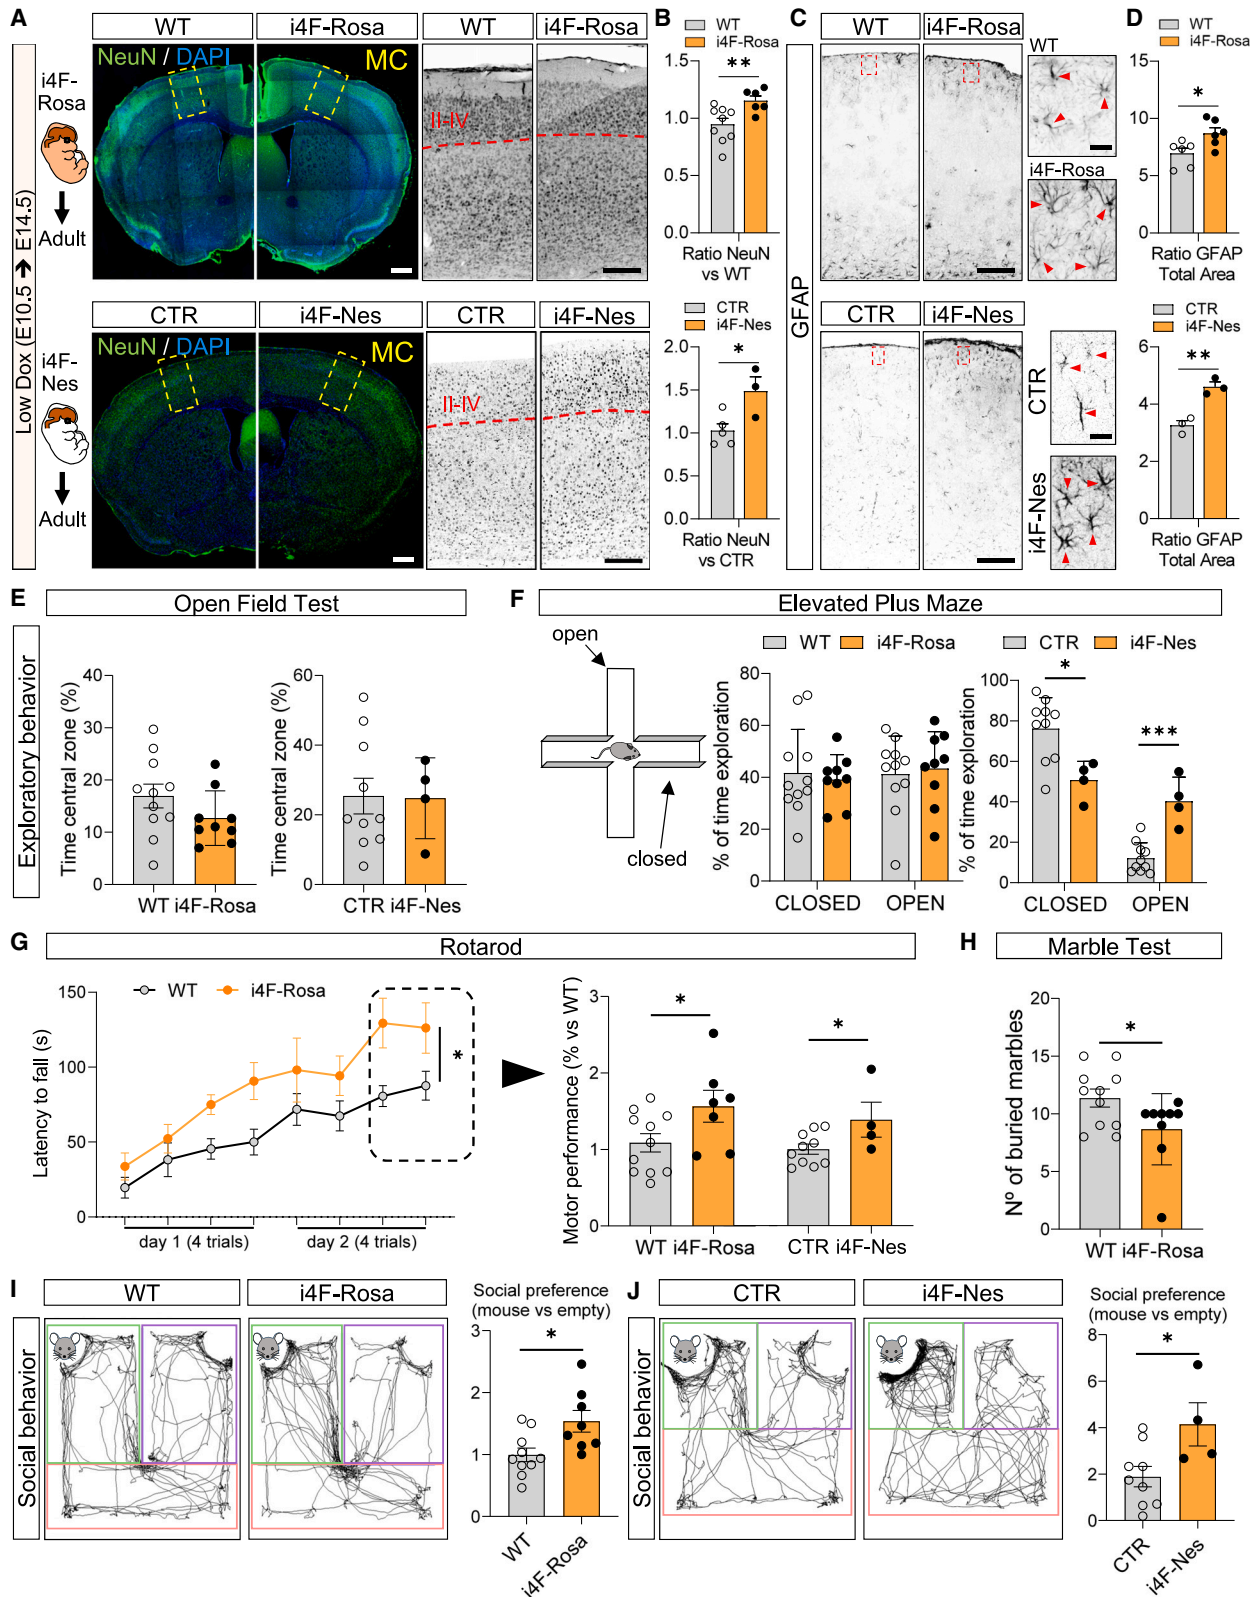 A
WT
i4F-Rosa
WT
i4F-Rosa
NeuN / DAPI
MC
II-IV
i4F-
Rosa
Adult
Low Dox (E10.5 ➔ E14.5)
CTR
i4F-Nes
CTR
i4F-Nes
NeuN / DAPI
MC
II-IV
i4F-
Nes
Adult
B
WT
i4F-Rosa
**
1.5
1.0
0.5
0.0
Ratio NeuN
vs WT
CTR
i4F-Nes
*
2.0
1.5
1.0
0.5
0.0
Ratio NeuN
vs CTR
C
WT
i4F-Rosa
WT
i4F-Rosa
GFAP
CTR
i4F-Nes
CTR
i4F-Nes
D
WT
i4F-Rosa
*
15
10
5
0
Ratio GFAP
Total Area
CTR
i4F-Nes
**
6
4
2
0
Ratio GFAP
Total Area
E
Open Field Test
Exploratory behavior
Time central zone (%)
40
30
20
10
0
WT i4F-Rosa
Time central zone (%)
60
40
20
0
CTR i4F-Nes
F
Elevated Plus Maze
open
closed
WT
i4F-Rosa
% of time exploration
80
60
40
20
0
CLOSED
OPEN
CTR
i4F-Nes
% of time exploration
100
80
60
40
20
0
*
***
CLOSED
OPEN
G
Rotarod
WT
i4F-Rosa
Latency to fall (s)
150
100
50
0
*
day 1 (4 trials)
day 2 (4 trials)
Motor performance (% vs WT)
3
2
1
0
*
*
WT i4F-Rosa
CTR i4F-Nes
H
Marble Test
Nº of buried marbles
20
15
10
5
0
*
WT i4F-Rosa
I
WT
i4F-Rosa
Social behavior
Social preference
(mouse vs empty)
3
2
1
0
*
WT
i4F-Rosa
J
CTR
i4F-Nes
Social behavior
Social preference
(mouse vs empty)
8
6
4
2
0
*
CTR
i4F-Nes